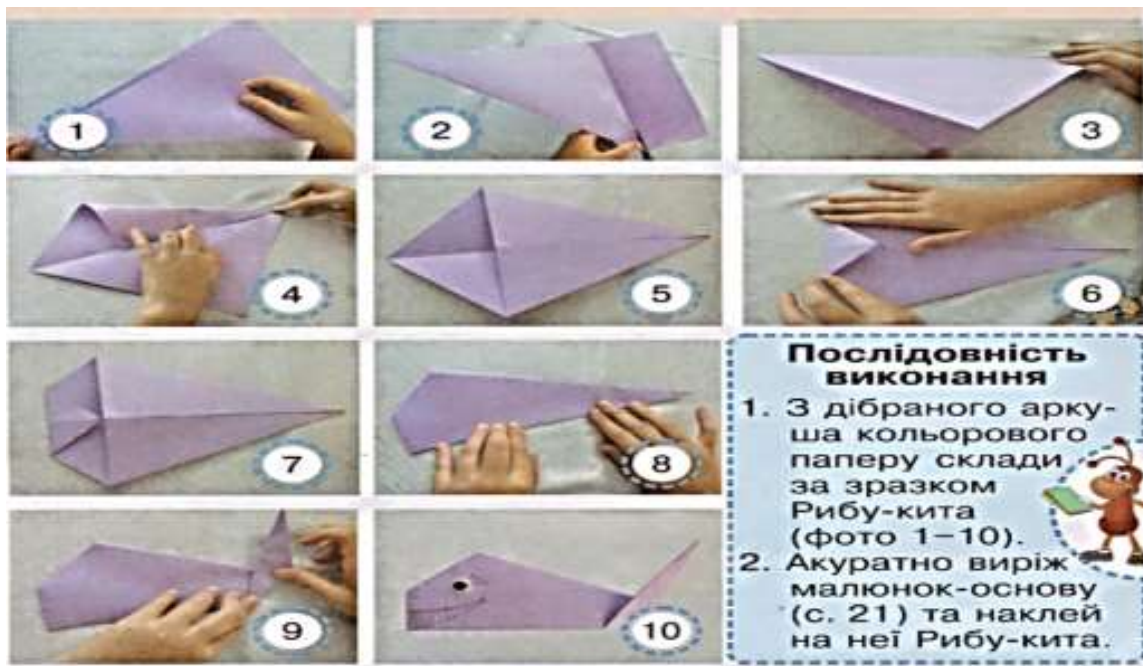 1
2
3
4
5
6
7
8
9
10
Послідовність
виконання
1. З дібраного арку-
ша кольорового
паперу склади
за зразком
Рибу-кита
(фото 1–10).
2. Акуратно виріж
малюнок-основу
(с. 21) та наклей
на неї Рибу-кита.